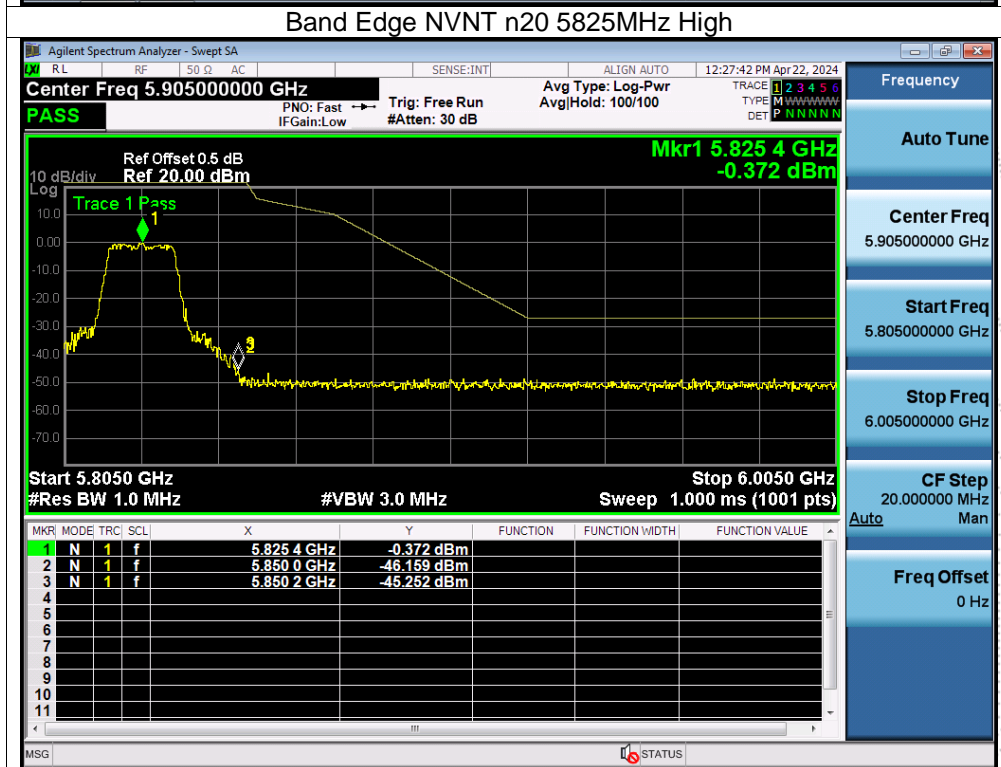 Band Edge NVNT n20 5825MHz High
Agilent Spectrum Analyzer - Swept SA
LXI RL RF 50 Ω AC SENSE:INT ALIGN AUTO 12:27:42 PM Apr 22, 2024
Center Freq 5.905000000 GHz Avg Type: Log-Pwr TRACE 1 2 3 4 5 6
PNO: Fast Trig: Free Run Avg|Hold: 100/100 TYPE M WWWWW
PASS IFGain:Low #Atten: 30 dB DET P N N N N N
Mkr1 5.825 4 GHz
Ref Offset 0.5 dB
10 dB/div Ref 20.00 dBm -0.372 dBm
Log
Trace 1 Pass
10.0
1
0.00
-10.0
-20.0
-30.0
-40.0
-50.0
-60.0
-70.0
Start 5.8050 GHz Stop 6.0050 GHz
#Res BW 1.0 MHz #VBW 3.0 MHz Sweep 1.000 ms (1001 pts)
MKR MODE TRC SCL X Y FUNCTION FUNCTION WIDTH FUNCTION VALUE
1 N 1 f 5.825 4 GHz -0.372 dBm
2 N 1 f 5.850 0 GHz -46.159 dBm
3 N 1 f 5.850 2 GHz -45.252 dBm
4
5
6
7
8
9
10
11
MSG STATUS
Frequency
Auto Tune
Center Freq
5.905000000 GHz
Start Freq
5.805000000 GHz
Stop Freq
6.005000000 GHz
CF Step
20.000000 MHz
Auto Man
Freq Offset
0 Hz